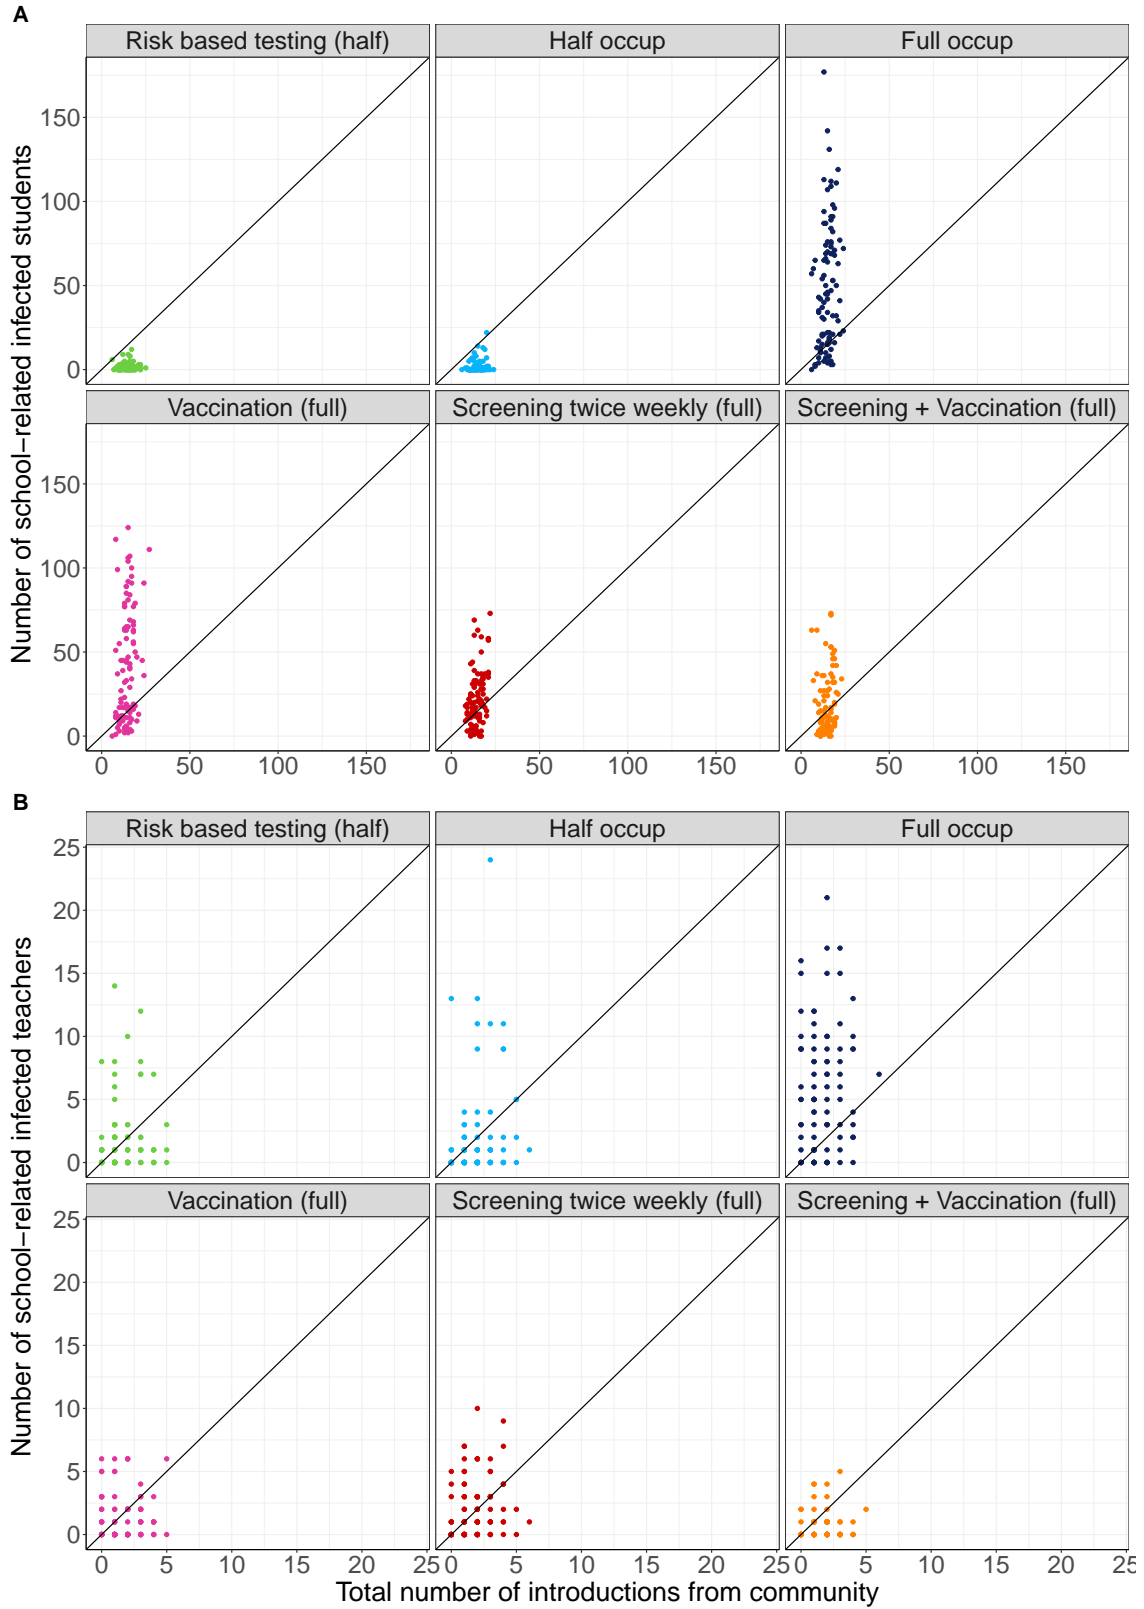 A
Risk based testing (half)
Half occup
Full occup
150
100
50
0
Vaccination (full)
Screening twice weekly (full)
Screening + Vaccination (full)
150
100
50
0
0 50 100 150 0 50 100 150 0 50 100 150
Number of school−related infected students
B
Risk based testing (half)
Half occup
Full occup
25
20
15
10
5
0
Vaccination (full)
Screening twice weekly (full)
Screening + Vaccination (full)
25
20
15
10
5
0
0 5 10 15 20 25 0 5 10 15 20 25 0 5 10 15 20 25
Number of school−related infected teachers
Total number of introductions from community